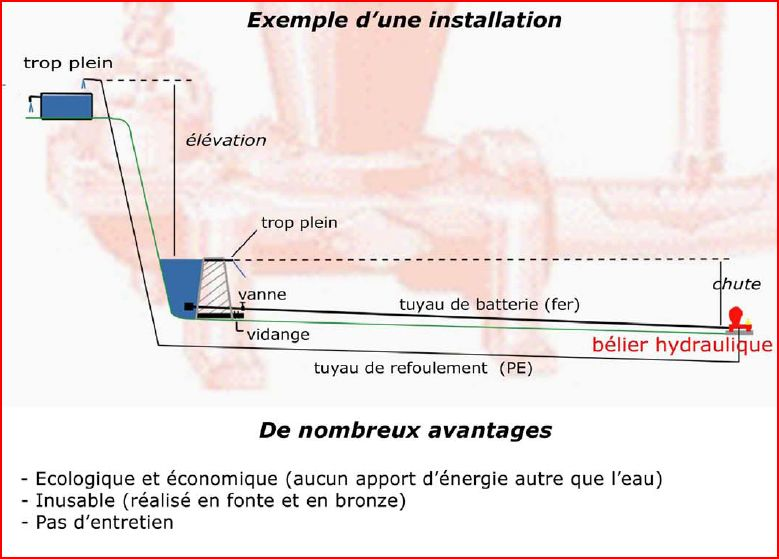 Exemple d'une installation
trop plein
élévation
trop plein
chute
vanne
tuyau de batterie (fer)
vidange
bélier hydraulique
tuyau de refoulement (PE)
De nombreux avantages
- Ecologique et économique (aucun apport d'énergie autre que l'eau)
- Inusable (réalisé en fonte et en bronze)
- Pas d'entretien